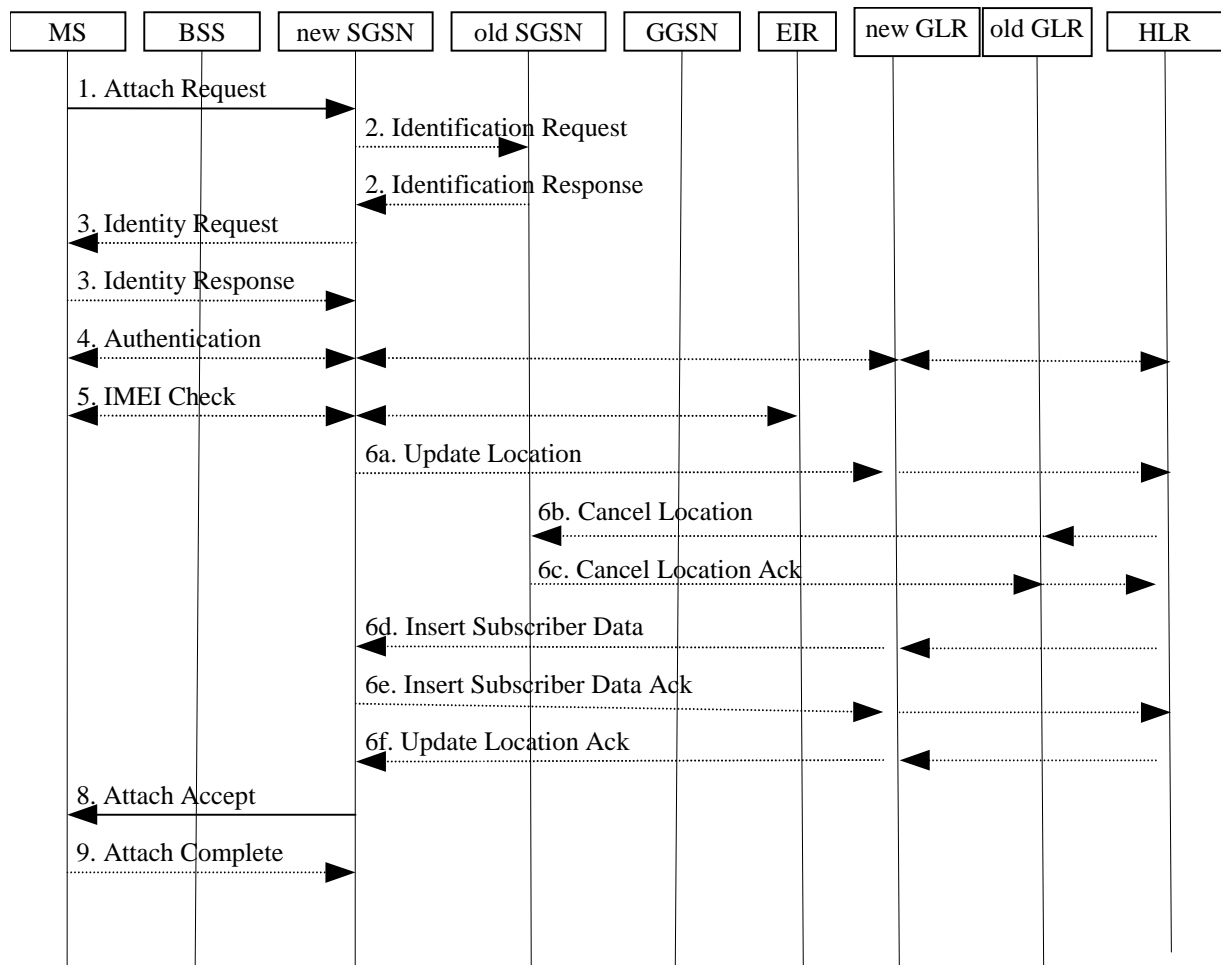 MS
BSS
new SGSN
old SGSN
GGSN
EIR
new GLR
old GLR
HLR
1. Attach Request
2. Identification Request
2. Identification Response
3. Identity Request
3. Identity Response
4. Authentication
5. IMEI Check
6a. Update Location
6b. Cancel Location
6c. Cancel Location Ack
6d. Insert Subscriber Data
6e. Insert Subscriber Data Ack
6f. Update Location Ack
8. Attach Accept
9. Attach Complete